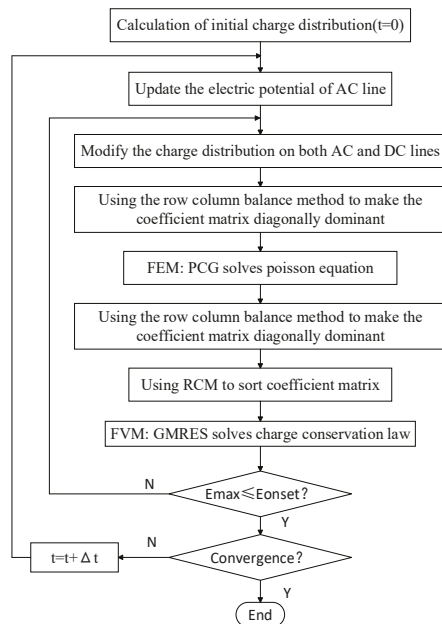 Calculation of initial charge distribution(t=0)
Update the electric potential of AC line
Modify the charge distribution on both AC and DC lines
Using the row column balance method to make the
coefficient matrix diagonally dominant
FEM: PCG solves poisson equation
Using the row column balance method to make the
coefficient matrix diagonally dominant
Using RCM to sort coefficient matrix
FVM: GMRES solves charge conservation law
N
Emax≤Eonset?
Y
t=t+Δt
N
Convergence?
Y
End